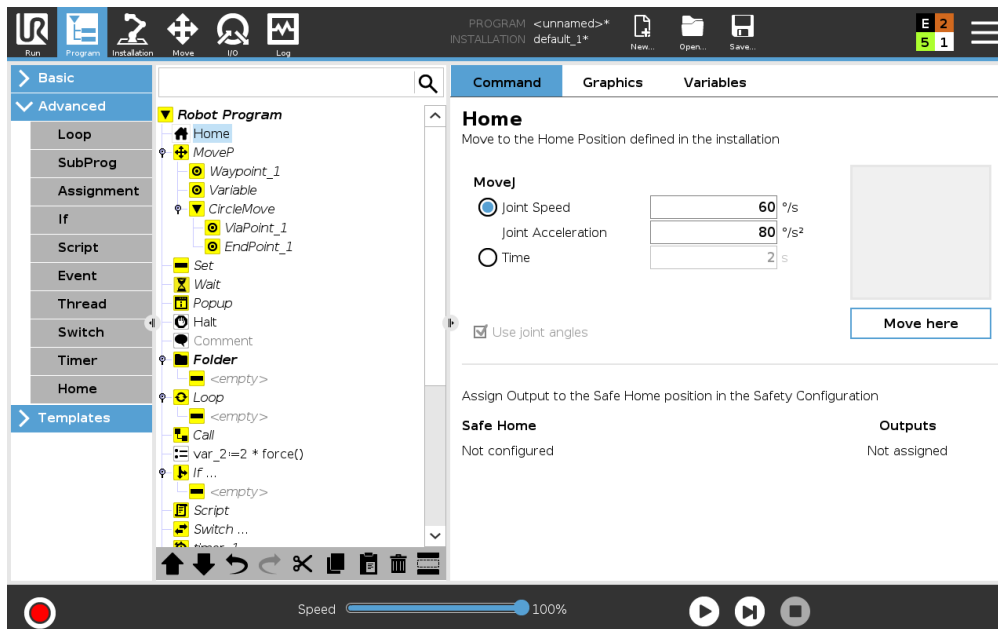 UR
PROGRAM <unnamed>*
INSTALLATION default_1*
Run Program Installation Move I/O Log
New... Open... Save...
E 2
5 1
Basic
Advanced
Loop
SubProg
Assignment
If
Script
Event
Thread
Switch
Timer
Home
Templates
Robot Program
Home
MoveP
Waypoint_1
Variable
CircleMove
ViaPoint_1
EndPoint_1
Set
Wait
Popup
Halt
Comment
Folder
<empty>
Loop
<empty>
Call
var_2:=2 * force()
If ...
<empty>
Script
Switch ...
timer_1
Command Graphics Variables
Home
Move to the Home Position defined in the installation
MoveJ
Joint Speed 60 °/s
Joint Acceleration 80 °/s²
Time 2 s
Use joint angles
Move here
Assign Output to the Safe Home position in the Safety Configuration
Safe Home Outputs
Not configured Not assigned
Speed 100%